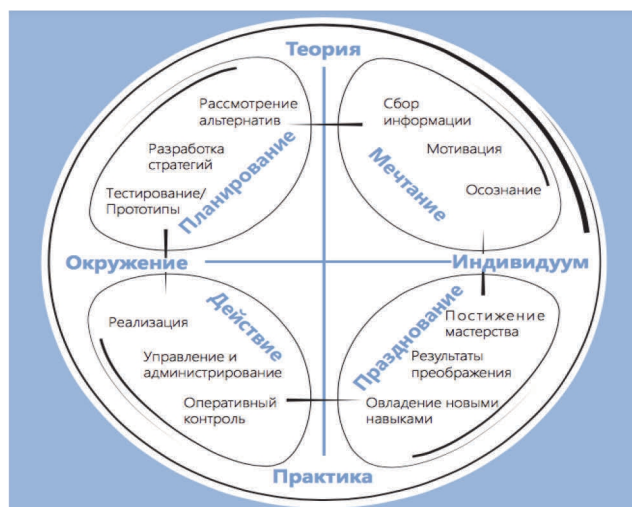 Теория
Рассмотрение
альтернатив
Разработка
стратегий
Тестирование/
Прототипы
Планирование
Сбор
информации
Мотивация
Осознание
Мечтание
Окружение
Индивидуум
Действие
Реализация
Управление и
администрирование
Оперативный
контроль
Празднование
Постижение
мастерства
Результаты
преображения
Овладение новыми
навыками
Практика